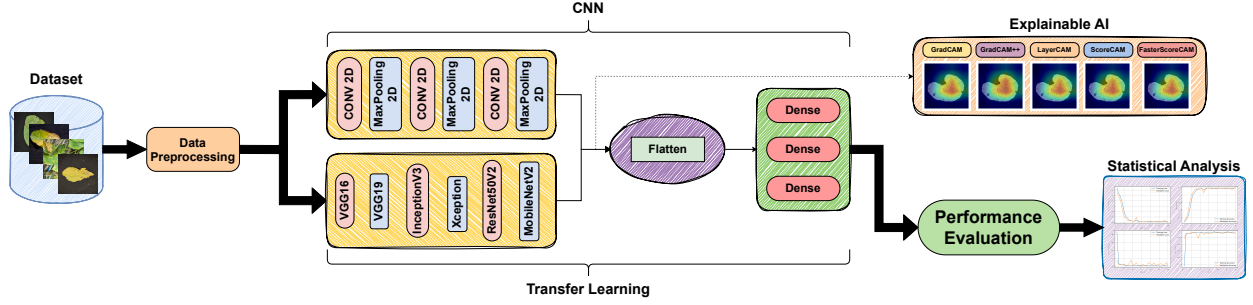 CNN
Explainable AI
GradCAM
GradCAM++
LayerCAM
ScoreCAM
FasterScoreCAM
Dataset
CONV 2D
MaxPooling
2D
CONV 2D
MaxPooling
2D
CONV 2D
MaxPooling
2D
Data
Preprocessing
Flatten
Dense
Dense
Dense
VGG16
VGG19
InceptionV3
Xception
ResNet50V2
MobileNetV2
Statistical Analysis
Performance
Evaluation
Transfer Learning